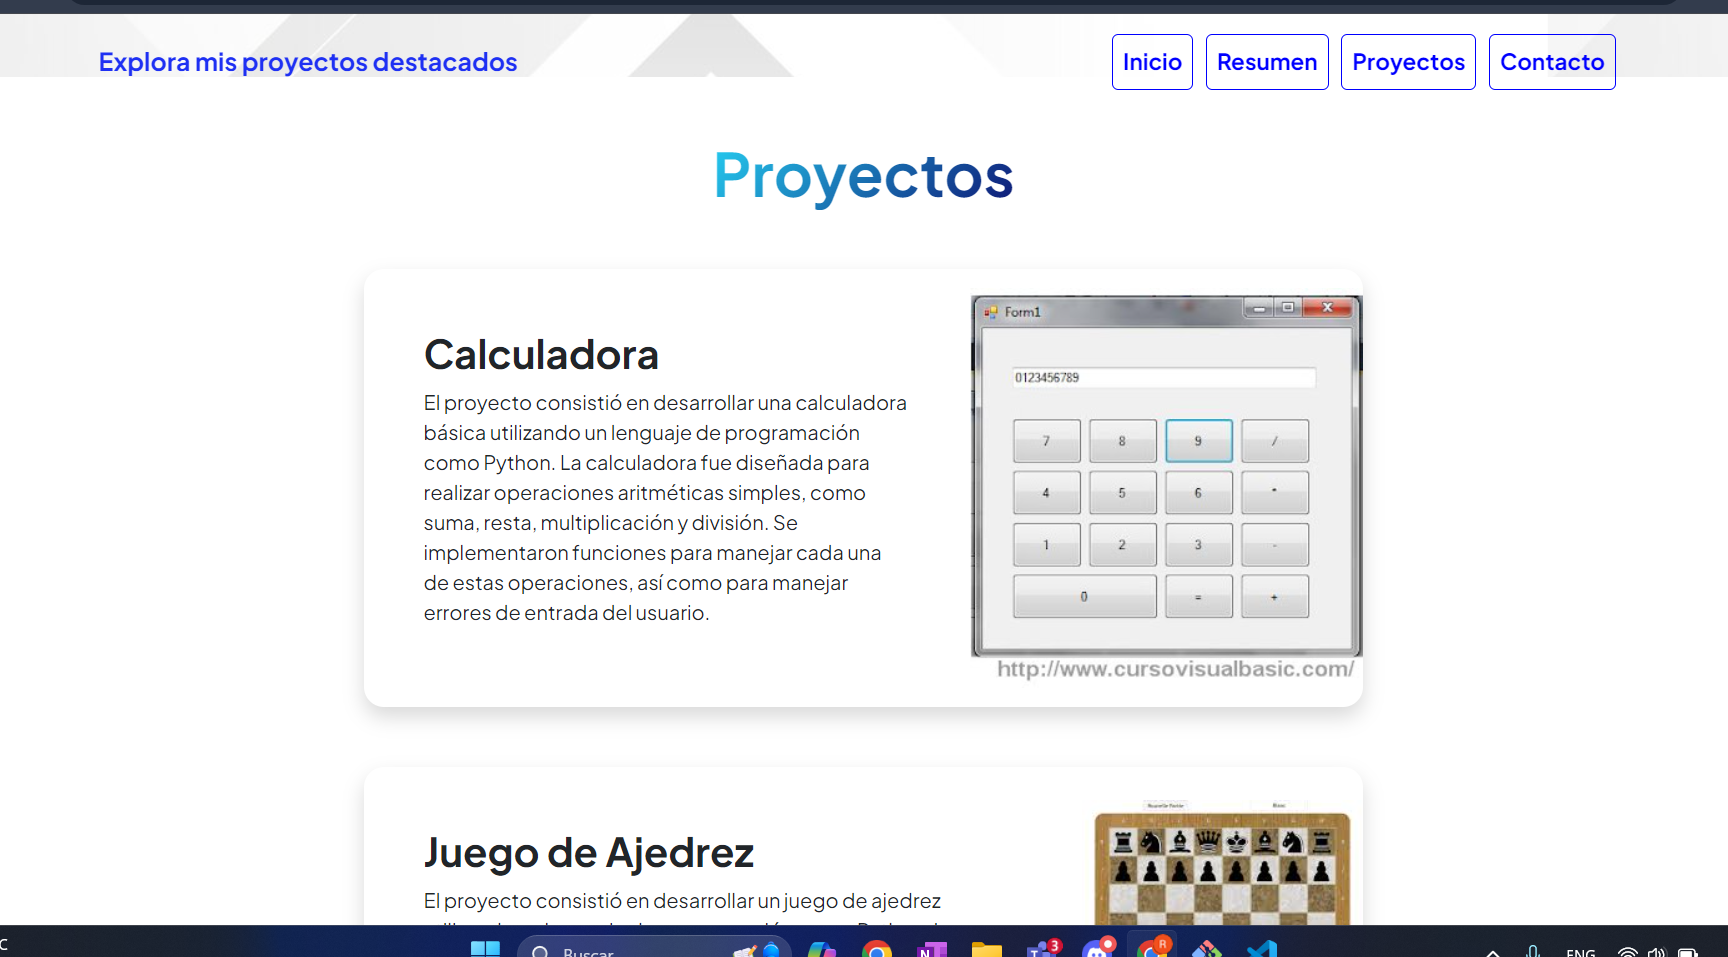 Explora mis proyectos destacados
Inicio Resumen Proyectos Contacto
Proyectos
Calculadora
El proyecto consistió en desarrollar una calculadora
básica utilizando un lenguaje de programación
como Python. La calculadora fue diseñada para
realizar operaciones aritméticas simples, como
suma, resta, multiplicación y división. Se
implementaron funciones para manejar cada una
de estas operaciones, así como para manejar
errores de entrada del usuario.
Form1
0123456789
7 8 9 /
4 5 6 *
1 2 3 -
0 = +
http://www.cursovisualbasic.com/
Juego de Ajedrez
El proyecto consistió en desarrollar un juego de ajedrez
C
Buscar
N
T 3
R
ENG